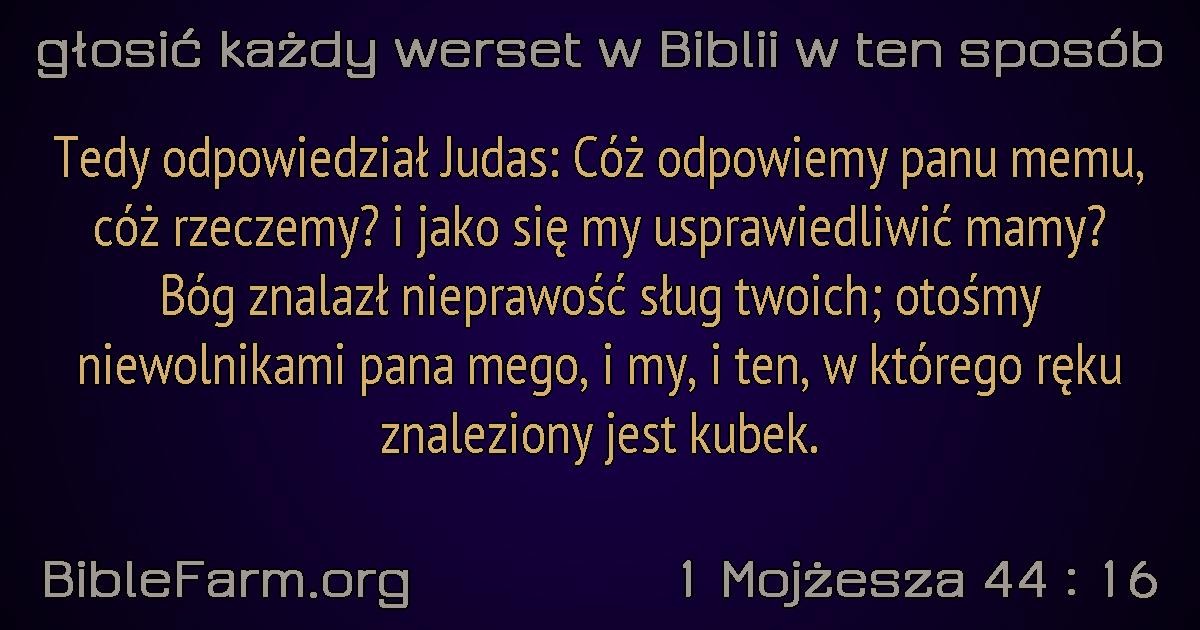 głosić każdy werset w Biblii w ten sposób
Tedy odpowiedział Judas: Cóż odpowiemy panu memu,
cóż rzeczemy? i jako się my usprawiedliwić mamy?
Bóg znalazł nieprawość sług twoich; otośmy
niewolnikami pana mego, i my, i ten, w którego ręku
znaleziony jest kubek.
BibleFarm.org
1 Mojżesza 44 : 16